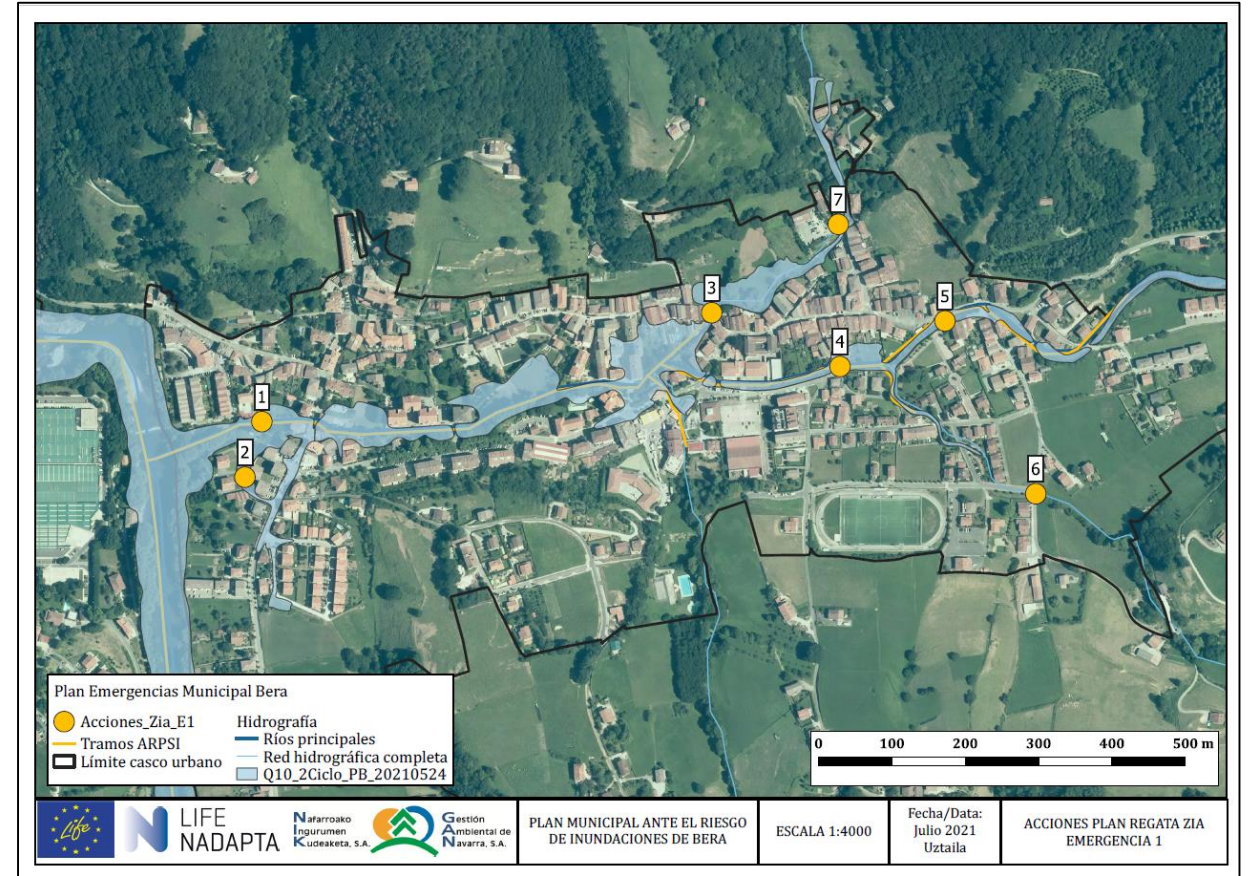 7
3
5
4
1
2
6
Plan Emergencias Municipal Bera
Acciones_Zia_E1
Tramos ARPSI
Límite casco urbano
Hidrografía
Ríos principales
Red hidrográfica completa
Q10_2Ciclo_PB_20210524
0 100 200 300 400 500 m
Life
LIFE
NADAPTA
Nafarroako
Ingurumen
Kudeaketa, S.A.
Gestión
Ambiental de
Navarra, S.A.
PLAN MUNICIPAL ANTE EL RIESGO
DE INUNDACIONES DE BERA
ESCALA 1:4000
Fecha/Data:
Julio 2021
Uztaila
ACCIONES PLAN REGATA ZIA
EMERGENCIA 1